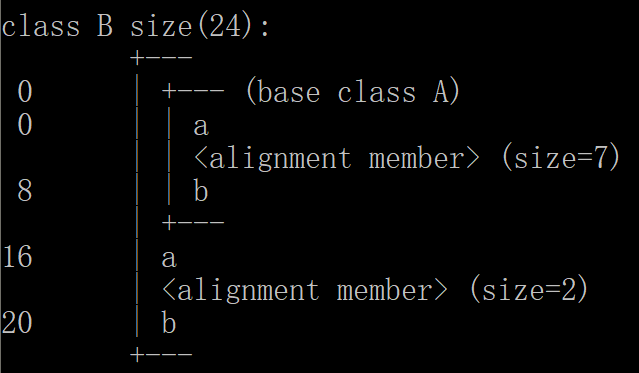 class B size(24):
+---
0 | +--- (base class A)
0 | | a
| | <alignment member> (size=7)
8 | | b
| +---
16 | a
| <alignment member> (size=2)
20 | b
+---